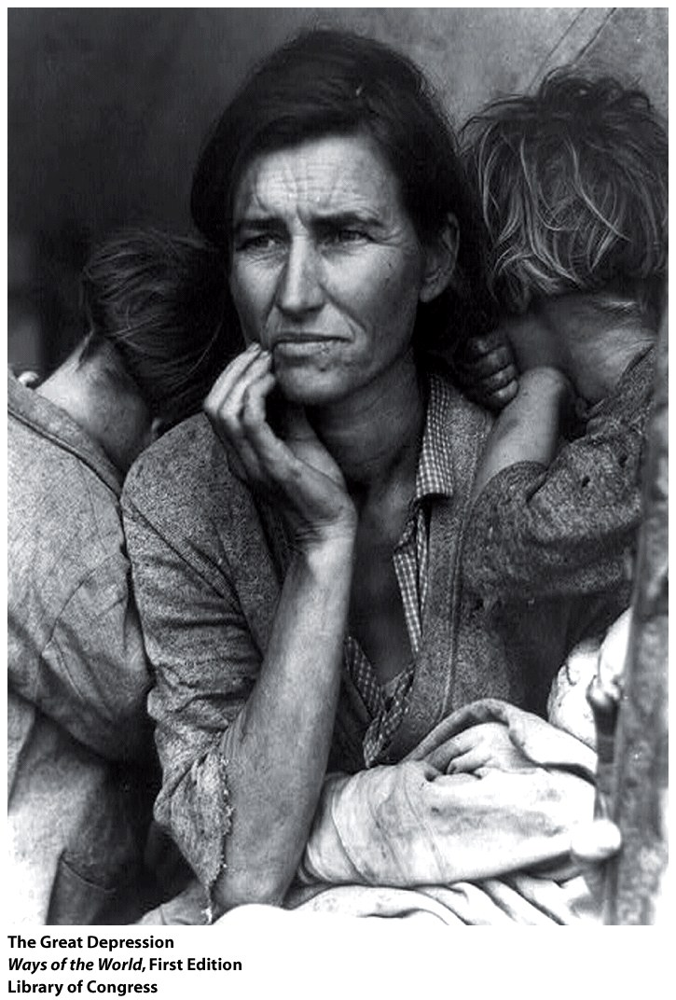 The Great Depression
Ways of the World, First Edition
Library of Congress